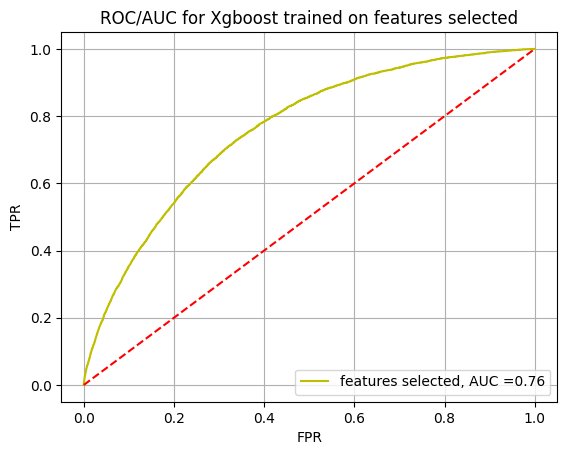 ROC/AUC for Xgboost trained on features selected
1.0
0.8
0.6
0.4
0.2
0.0
TPR
features selected, AUC =0.76
0.0 0.2 0.4 0.6 0.8 1.0
FPR